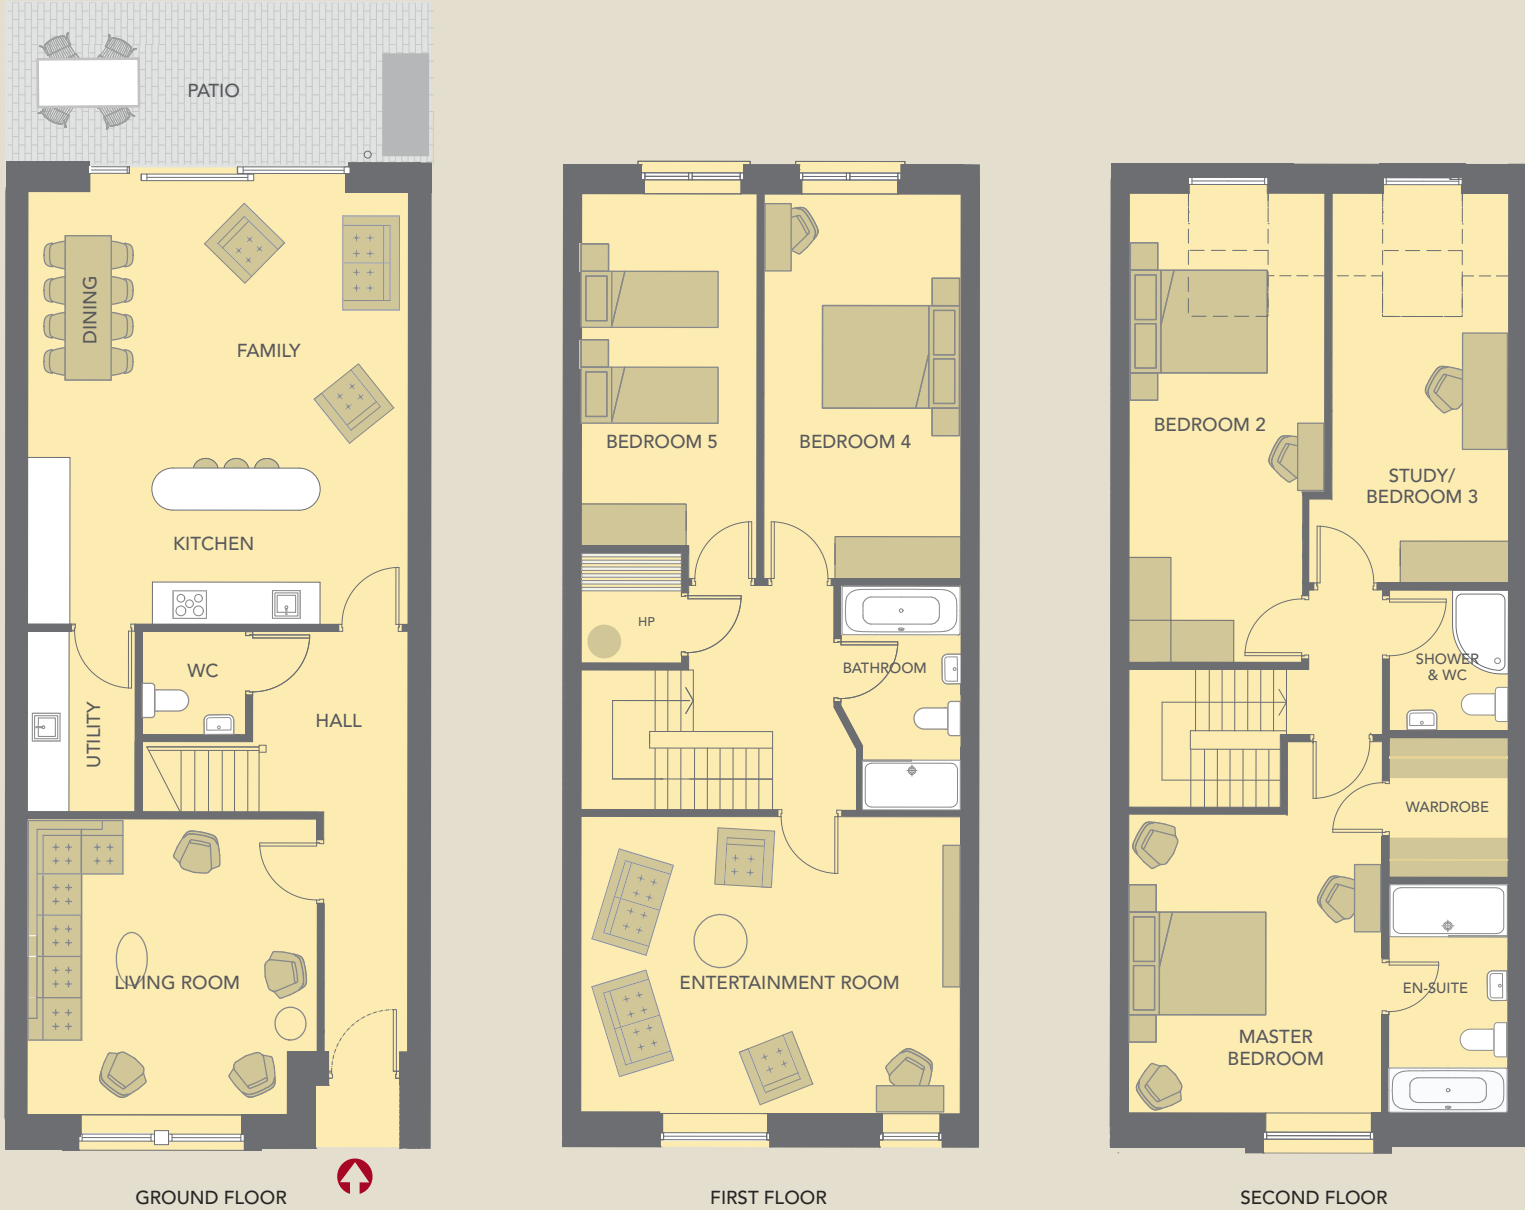 PATIO
DINING
FAMILY
KITCHEN
WC
UTILITY
HALL
LIVING ROOM
GROUND FLOOR
BEDROOM 5
BEDROOM 4
HP
BATHROOM
ENTERTAINMENT ROOM
FIRST FLOOR
BEDROOM 2
STUDY/
BEDROOM 3
SHOWER
& WC
WARDROBE
EN-SUITE
MASTER
BEDROOM
SECOND FLOOR